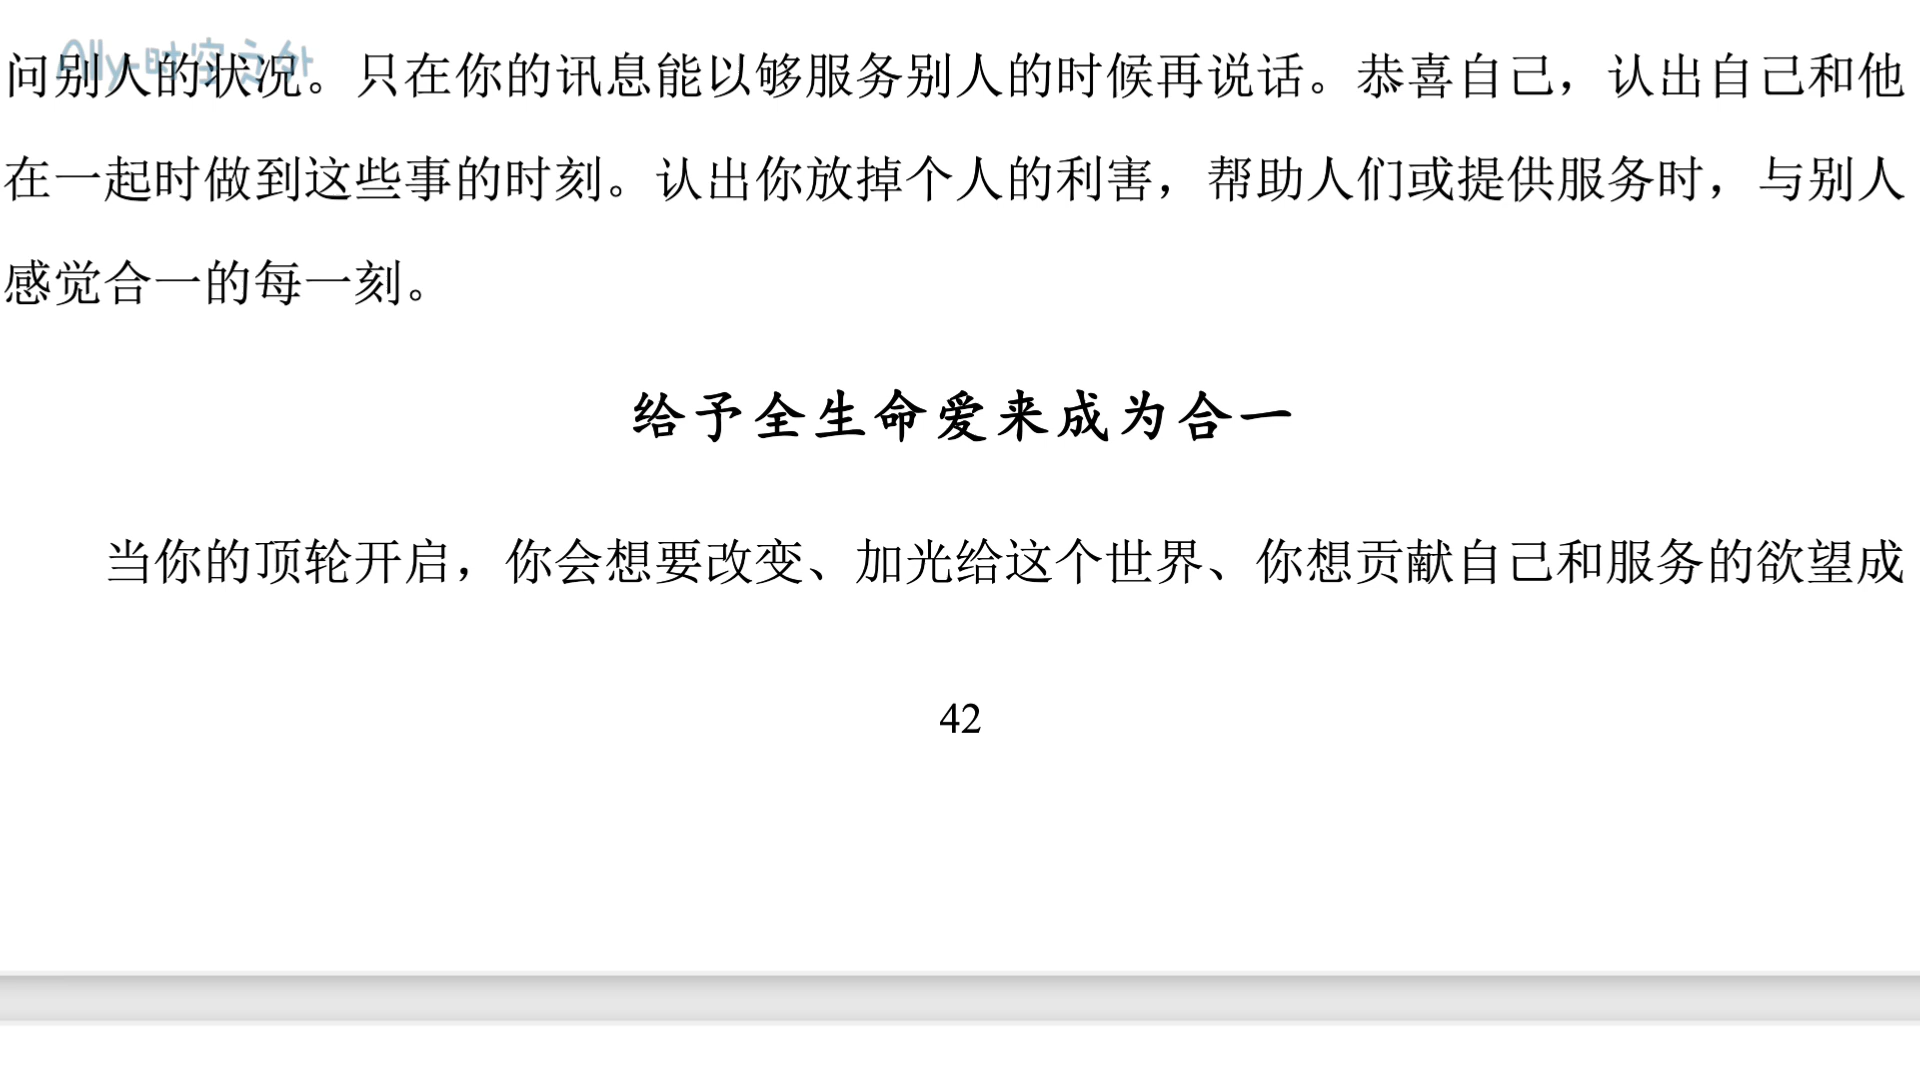 Ally-时空之外
问别人的状况。只在你的讯息能以够服务别人的时候再说话。恭喜自己，认出自己和他
在一起时做到这些事的时刻。认出你放掉个人的利害，帮助人们或提供服务时，与别人
感觉合一的每一刻。
给予全生命爱来成为合一
当你的顶轮开启，你会想要改变、加光给这个世界、你想贡献自己和服务的欲望成
42